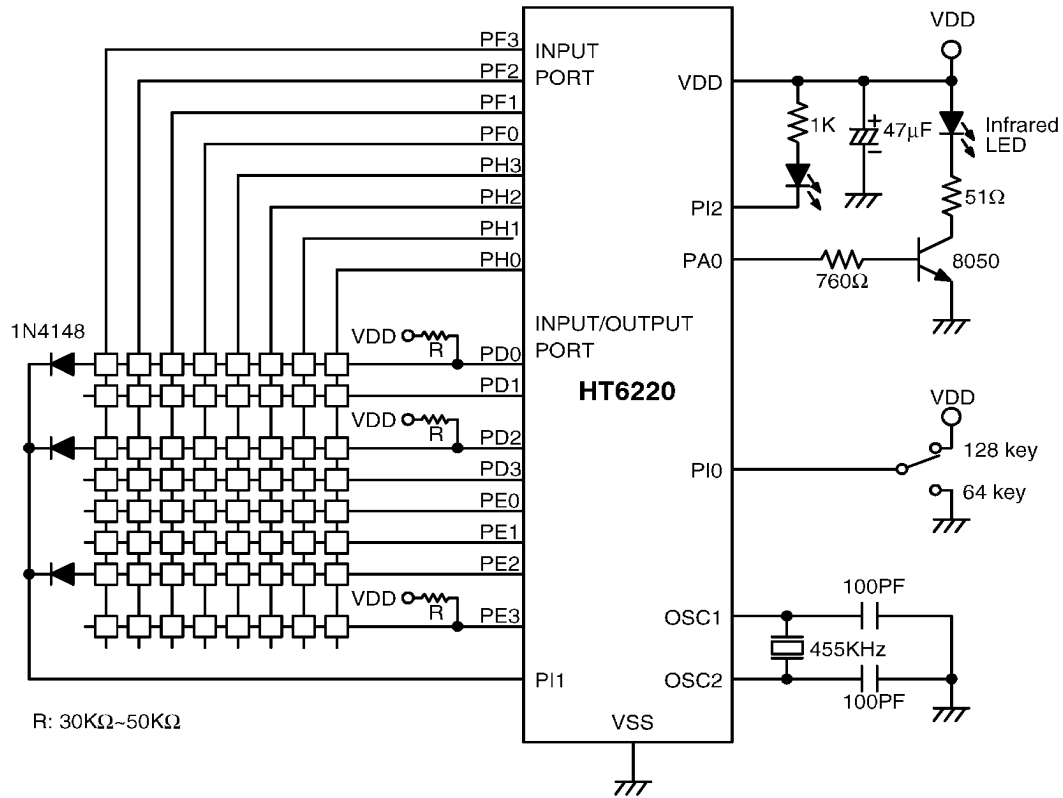 PF3
PF2
PF1
PF0
PH3
PH2
PH1
PH0
INPUT
PORT
VDD
VDD
1K
47µF
Infrared
LED
PI2
51Ω
PA0
760Ω
8050
1N4148
VDD
R
PD0
PD1
VDD
R
PD2
PD3
PE0
PE1
PE2
VDD
R
PE3
INPUT/OUTPUT
PORT
HT6220
VDD
PI0
128 key
64 key
100PF
OSC1
455KHz
OSC2
100PF
PI1
VSS
R: 30KΩ~50KΩ